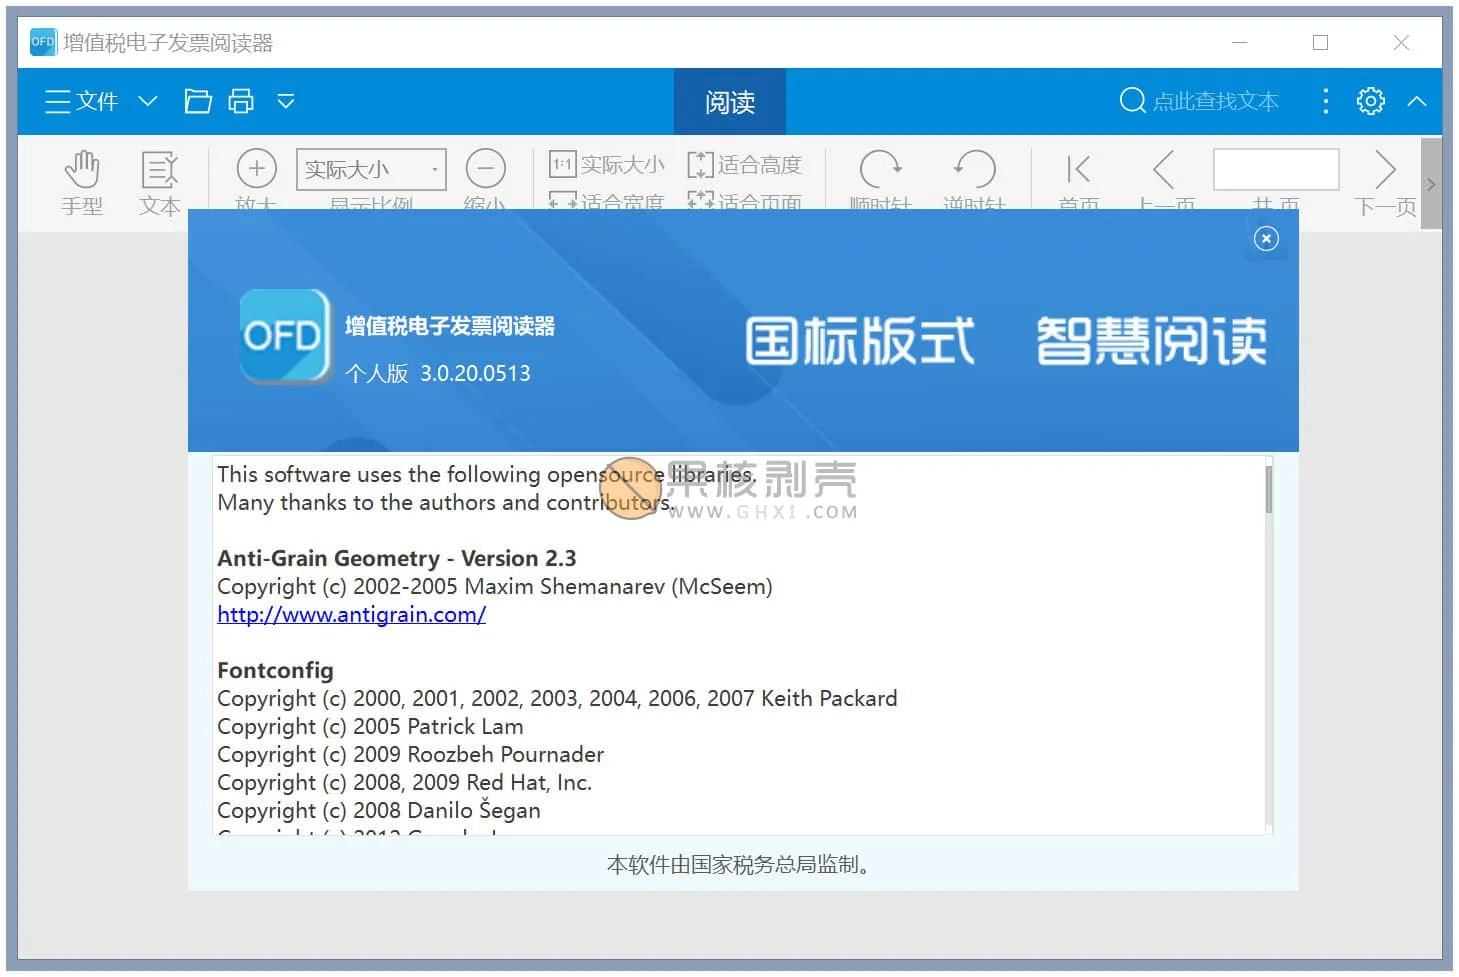 OFD 增值税电子发票阅读器
文件
阅读
点此查找文本
手型
文本
放大
实际大小
显示比例
缩小
1:1 实际大小
适合高度
适合宽度
适合页面
顺时针
逆时针
首页
上一页
共 页
下一页
OFD
增值税电子发票阅读器
个人版 3.0.20.0513
国标版式 智慧阅读
This software uses the following opensource libraries.
Many thanks to the authors and contributors.
果核剥壳
WWW.GHXI.COM
Anti-Grain Geometry - Version 2.3
Copyright (c) 2002-2005 Maxim Shemanarev (McSeem)
http://www.antigrain.com/
Fontconfig
Copyright (c) 2000, 2001, 2002, 2003, 2004, 2006, 2007 Keith Packard
Copyright (c) 2005 Patrick Lam
Copyright (c) 2009 Roozbeh Pournader
Copyright (c) 2008, 2009 Red Hat, Inc.
Copyright (c) 2008 Danilo Šegan
Copyright (c) 2012
本软件由国家税务总局监制。